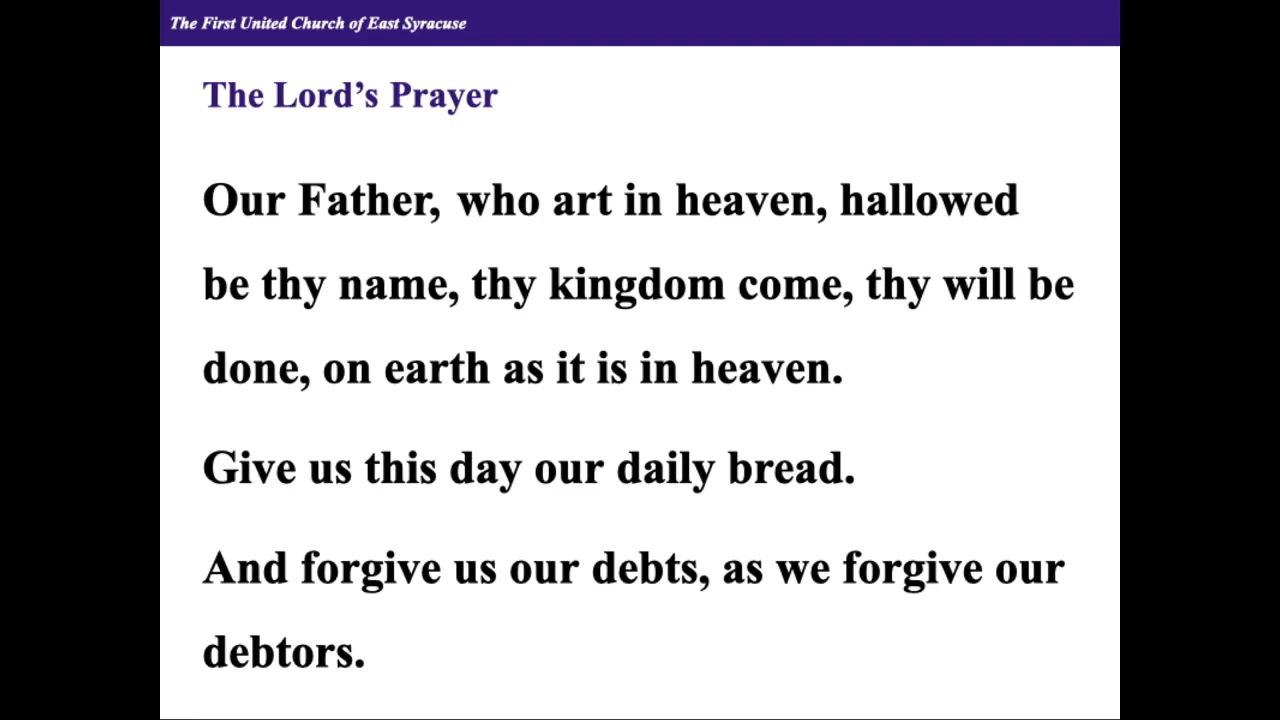 The First United Church of East Syracuse
The Lord’s Prayer
Our Father, who art in heaven, hallowed
be thy name, thy kingdom come, thy will be
done, on earth as it is in heaven.
Give us this day our daily bread.
And forgive us our debts, as we forgive our
debtors.